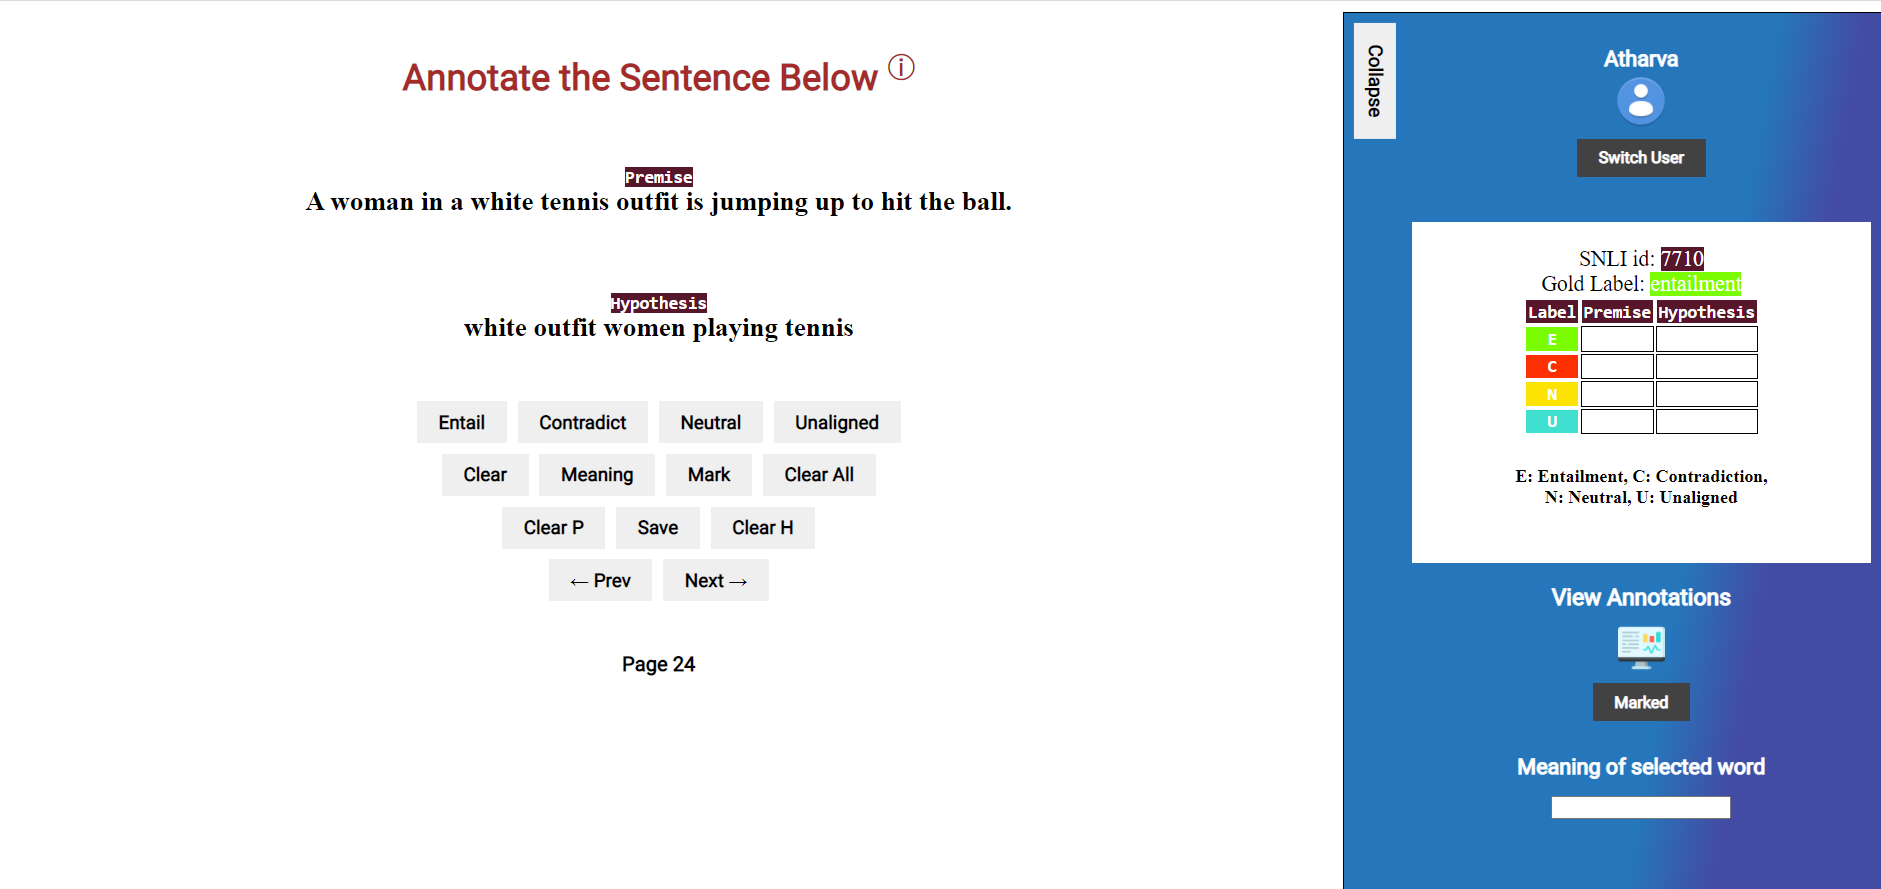 Annotate the Sentence Below ⓘ
Premise
A woman in a white tennis outfit is jumping up to hit the ball.
Hypothesis
white outfit women playing tennis
Entail Contradict Neutral Unaligned
Clear Meaning Mark Clear All
Clear P Save Clear H
← Prev Next →
Page 24
Collapse
Atharva
Switch User
SNLI id: 7710
Gold Label: entailment
Label Premise Hypothesis
E
C
N
U
E: Entailment, C: Contradiction,
N: Neutral, U: Unaligned
View Annotations
Marked
Meaning of selected word